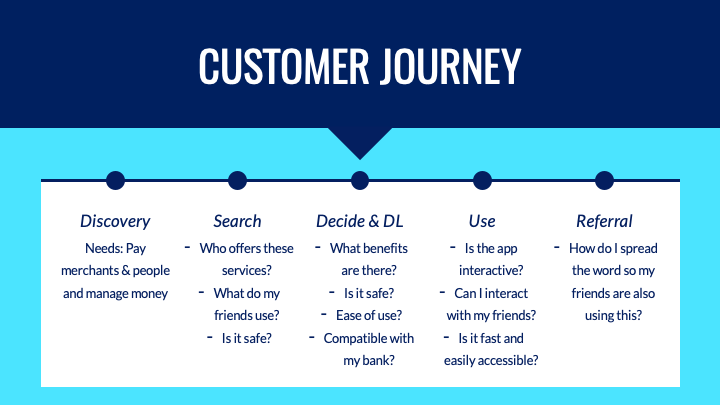 CUSTOMER JOURNEY
Discovery
Needs: Pay
merchants & people
and manage money
Search
- Who offers these
services?
- What do my
friends use?
- Is it safe?
Decide & DL
- What benefits
are there?
- Is it safe?
- Ease of use?
- Compatible with
my bank?
Use
- Is the app
interactive?
- Can I interact
with my friends?
- Is it fast and
easily accessible?
Referral
- How do I spread
the word so my
friends are also
using this?